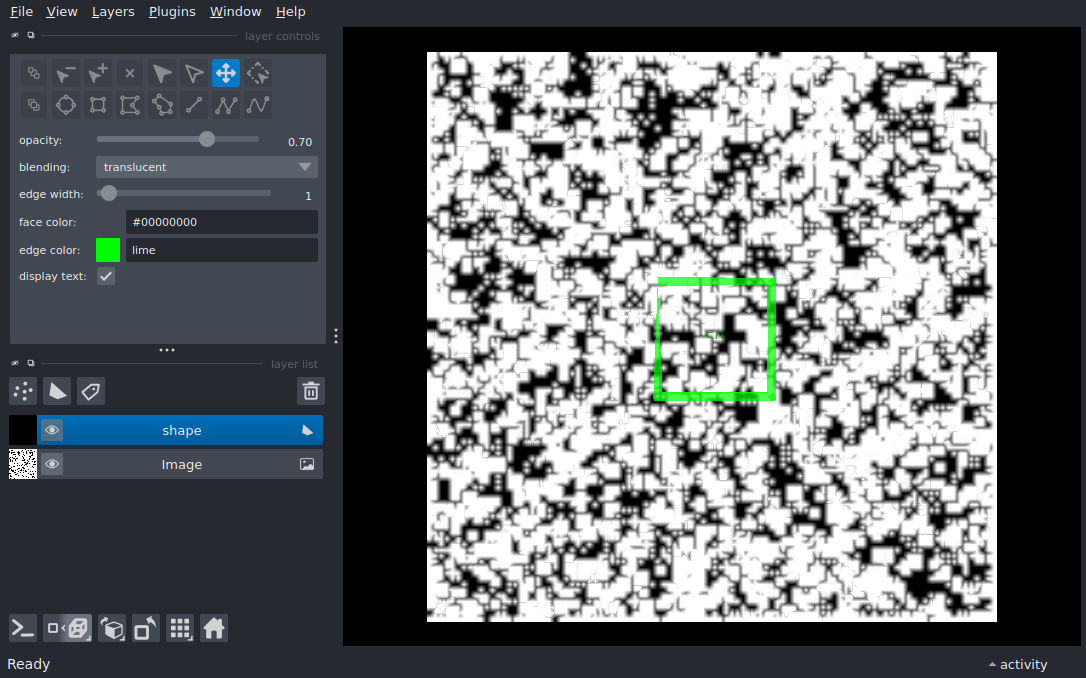 File View Layers Plugins Window Help
layer controls
opacity: 0.70
blending: translucent
edge width: 1
face color: #00000000
edge color: lime
display text:
layer list
shape
Image
Ready activity